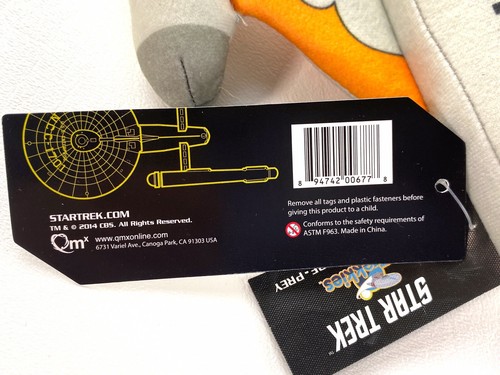 STARTREK.COM
TM & © 2014 CBS. All Rights Reserved.
Qmx
www.qmxonline.com
6731 Variel Ave., Canoga Park, CA 91303 USA
8 94742 00677 8
Remove all tags and plastic fasteners before
giving this product to a child.
Conforms to the safety requirements of
ASTM F963. Made in China.
STAR TREK
-PREY